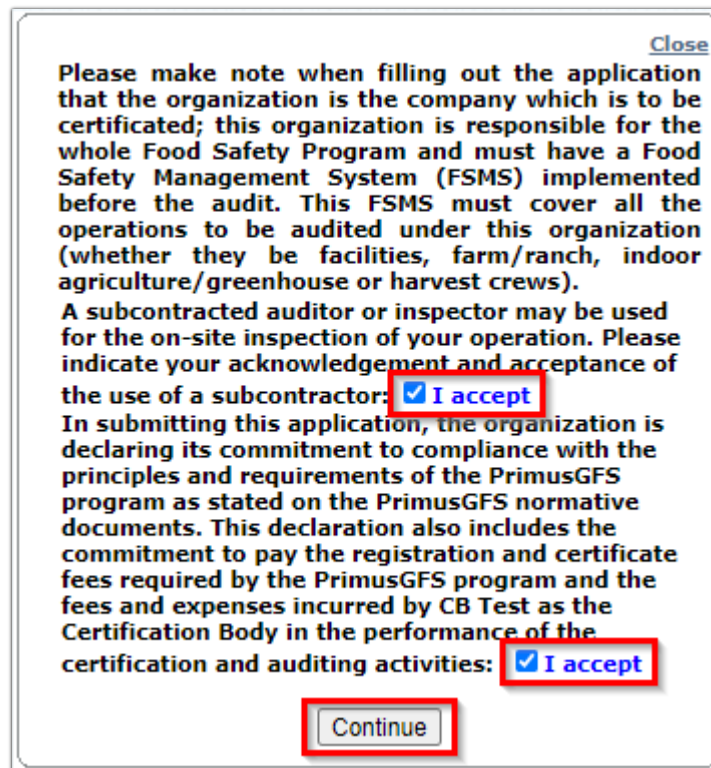 Close
Please make note when filling out the application
that the organization is the company which is to be
certificated; this organization is responsible for the
whole Food Safety Program and must have a Food
Safety Management System (FSMS) implemented
before the audit. This FSMS must cover all the
operations to be audited under this organization
(whether they be facilities, farm/ranch, indoor
agriculture/greenhouse or harvest crews).
A subcontracted auditor or inspector may be used
for the on-site inspection of your operation. Please
indicate your acknowledgement and acceptance of
the use of a subcontractor: I accept
In submitting this application, the organization is
declaring its commitment to compliance with the
principles and requirements of the PrimusGFS
program as stated on the PrimusGFS normative
documents. This declaration also includes the
commitment to pay the registration and certificate
fees required by the PrimusGFS program and the
fees and expenses incurred by CB Test as the
Certification Body in the performance of the
certification and auditing activities: I accept
Continue